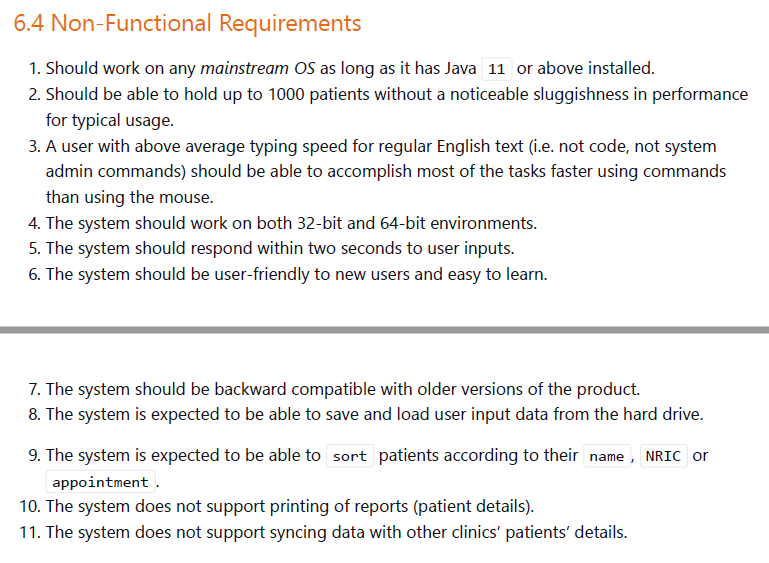 6.4 Non-Functional Requirements
1. Should work on any mainstream OS as long as it has Java 11 or above installed.
2. Should be able to hold up to 1000 patients without a noticeable sluggishness in performance
for typical usage.
3. A user with above average typing speed for regular English text (i.e. not code, not system
admin commands) should be able to accomplish most of the tasks faster using commands
than using the mouse.
4. The system should work on both 32-bit and 64-bit environments.
5. The system should respond within two seconds to user inputs.
6. The system should be user-friendly to new users and easy to learn.
7. The system should be backward compatible with older versions of the product.
8. The system is expected to be able to save and load user input data from the hard drive.
9. The system is expected to be able to sort patients according to their name , NRIC or
appointment .
10. The system does not support printing of reports (patient details).
11. The system does not support syncing data with other clinics’ patients’ details.